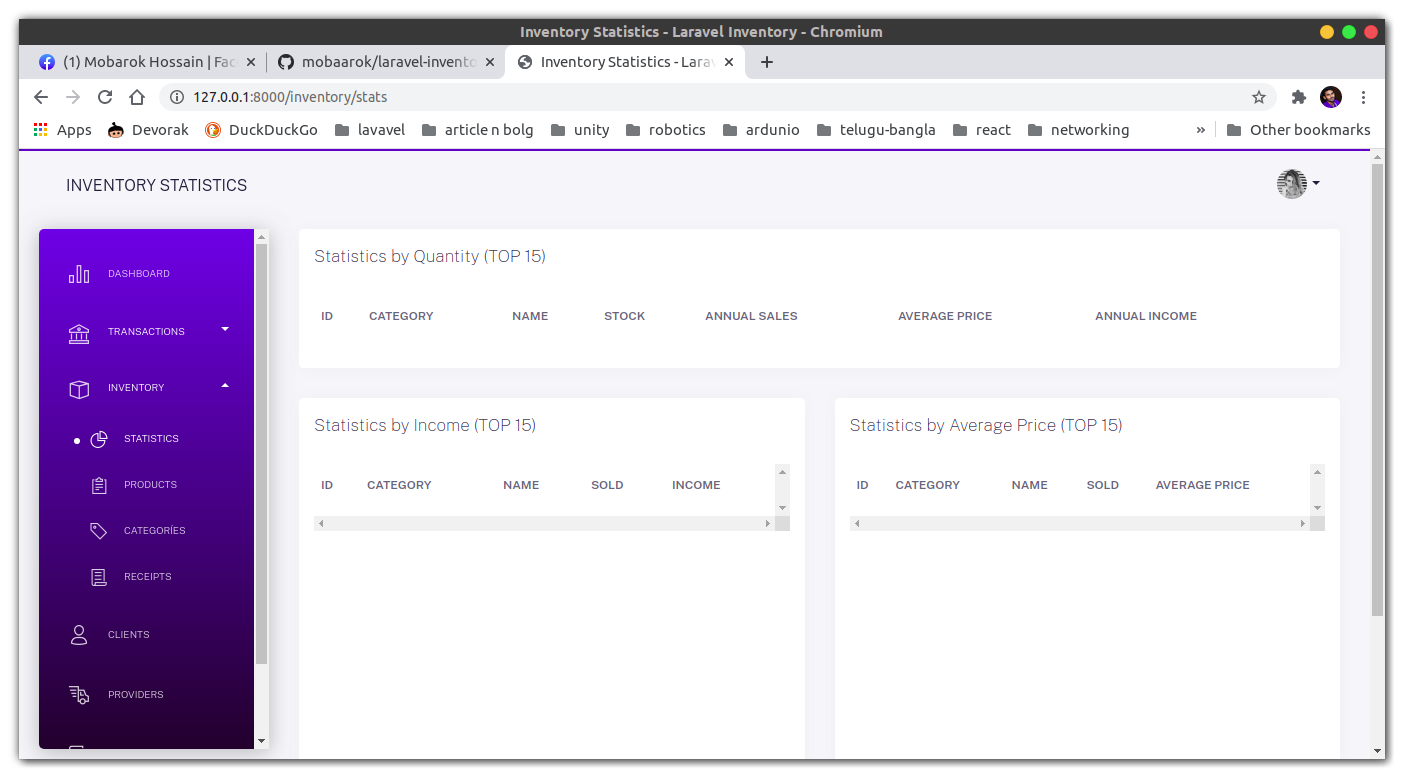 Inventory Statistics - Laravel Inventory - Chromium
(1) Mobarok Hossain | Fac
mobaarok/laravel-invento
Inventory Statistics - Larav
127.0.0.1:8000/inventory/stats
Apps Devorak DuckDuckGo lavavel article n bolg unity robotics ardunio telugu-bangla react networking » Other bookmarks
INVENTORY STATISTICS
DASHBOARD
TRANSACTIONS
INVENTORY
STATISTICS
PRODUCTS
CATEGORÍES
RECEIPTS
CLIENTS
PROVIDERS
Statistics by Quantity (TOP 15)
ID CATEGORY NAME STOCK ANNUAL SALES AVERAGE PRICE ANNUAL INCOME
Statistics by Income (TOP 15)
ID CATEGORY NAME SOLD INCOME
Statistics by Average Price (TOP 15)
ID CATEGORY NAME SOLD AVERAGE PRICE